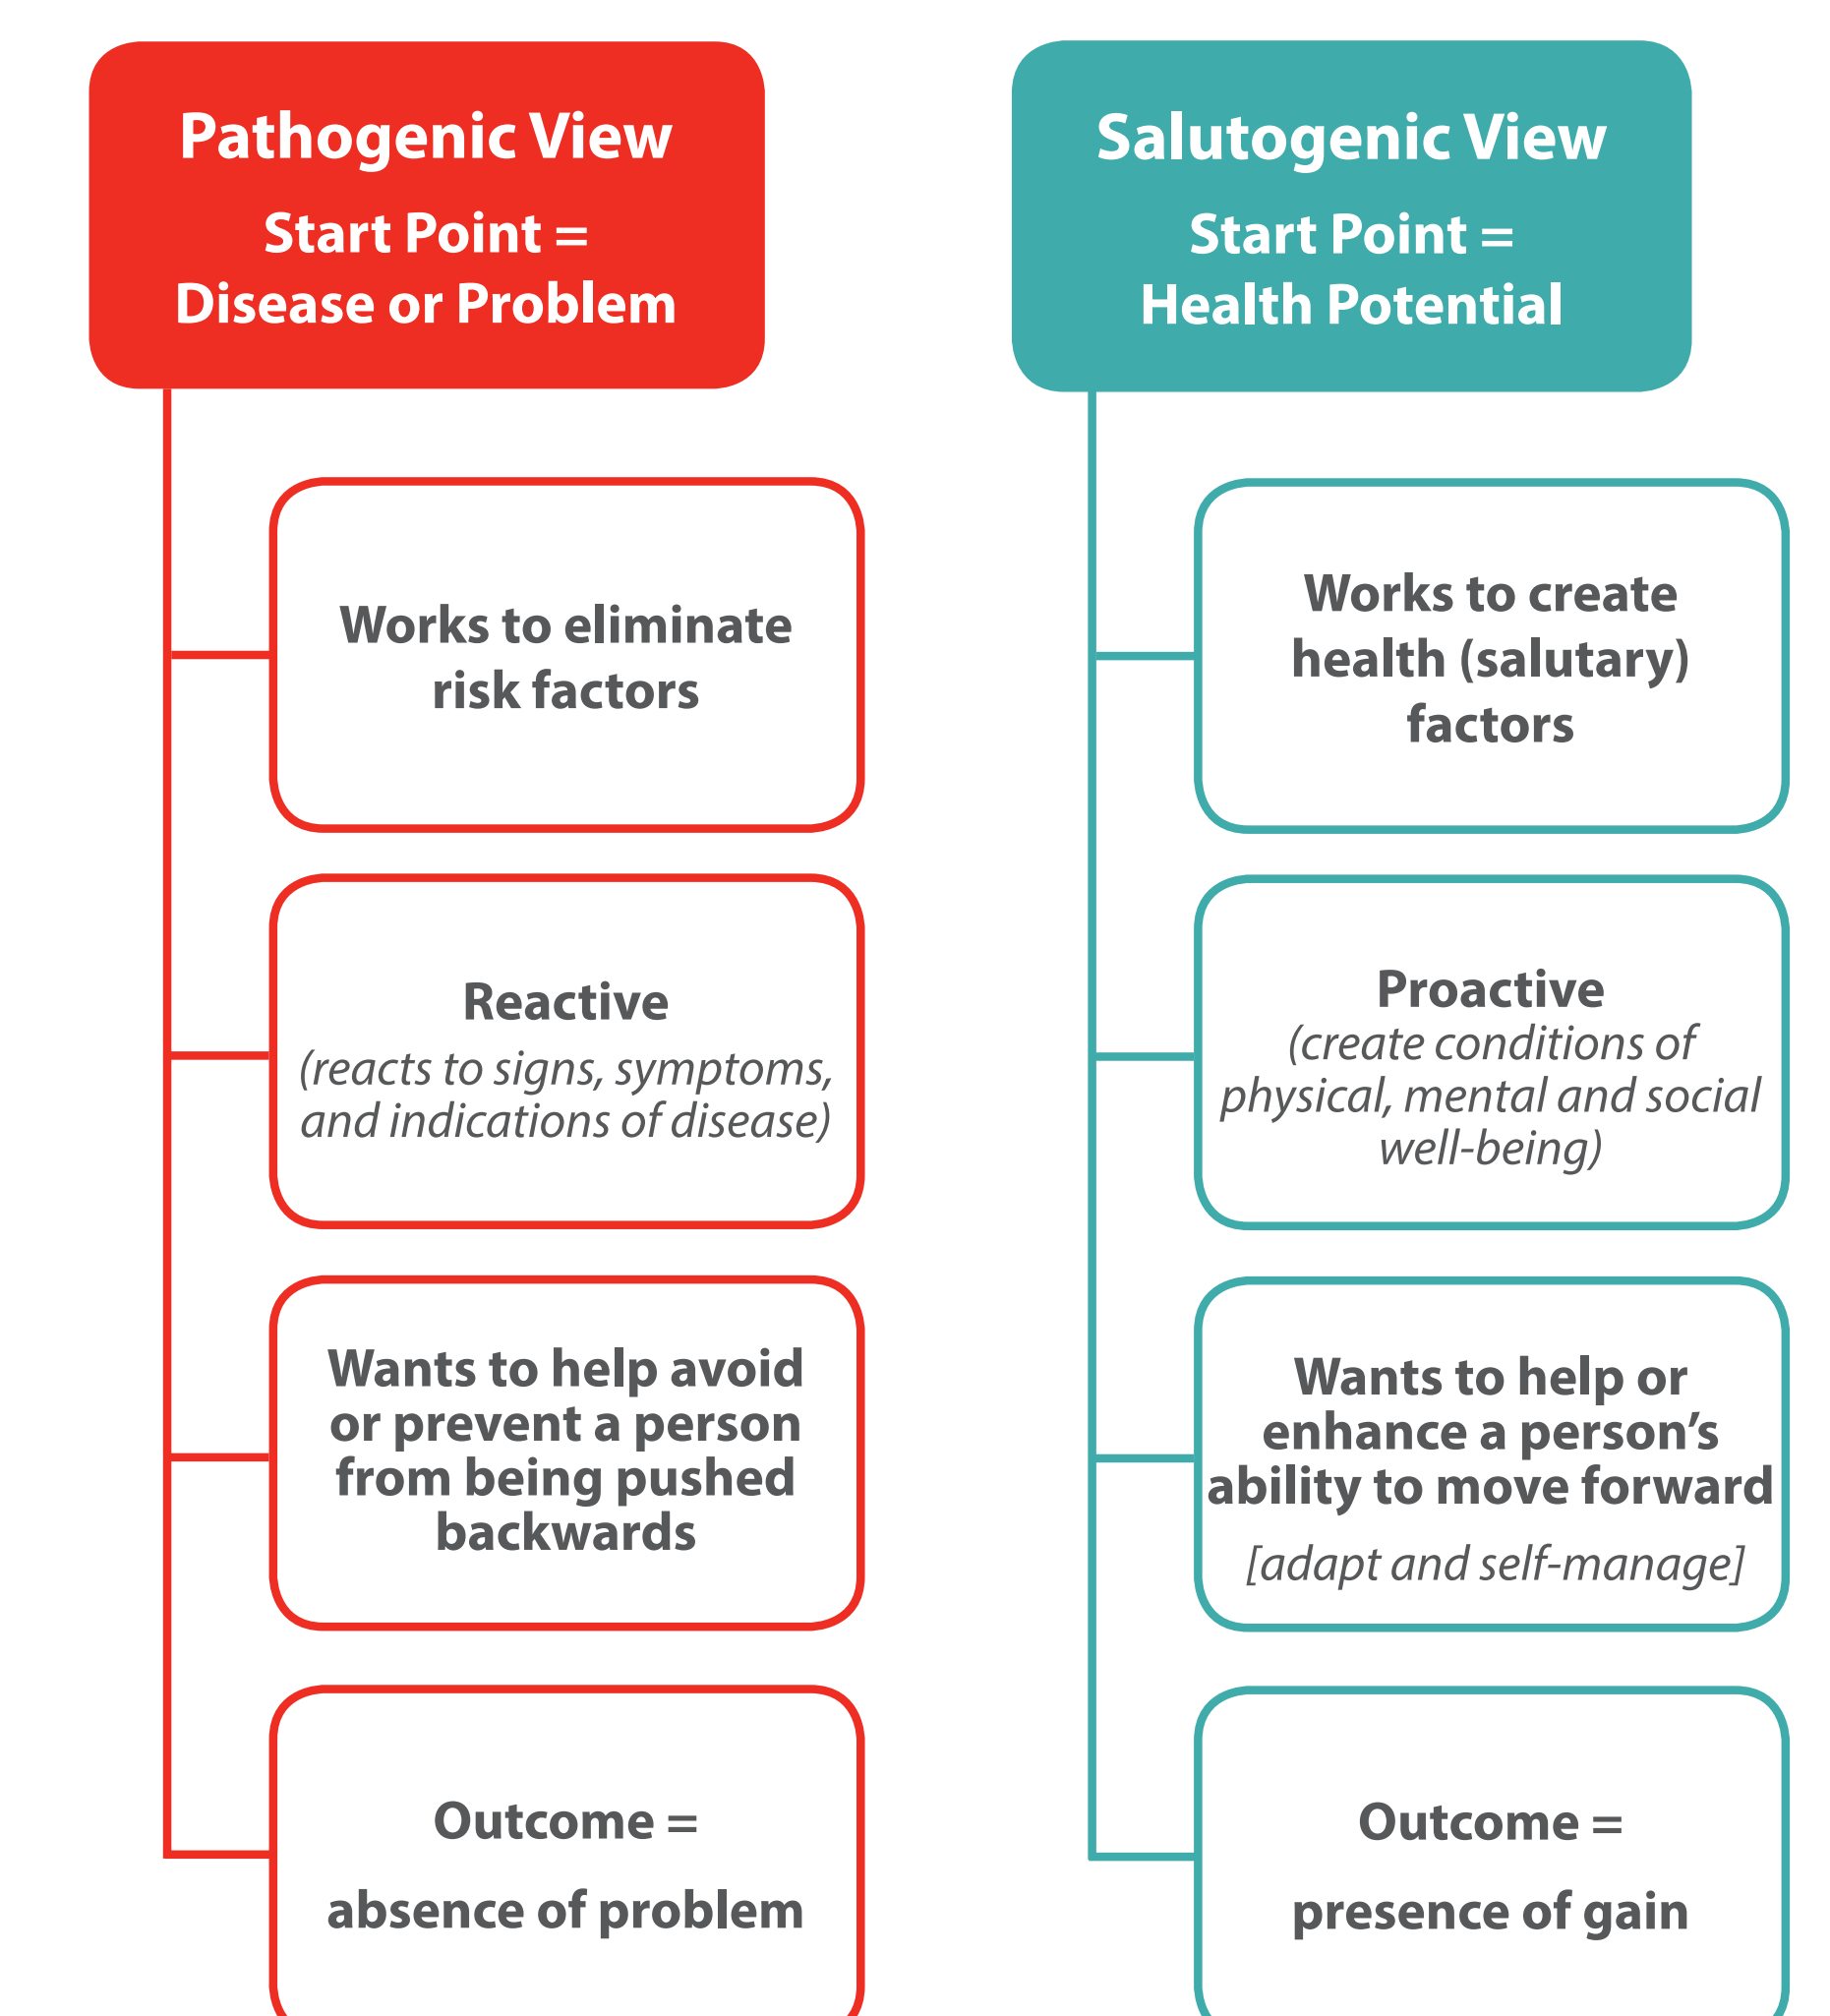 Pathogenic View
Start Point =
Disease or Problem
Works to eliminate
risk factors
Reactive
(reacts to signs, symptoms,
and indications of disease)
Wants to help avoid
or prevent a person
from being pushed
backwards
Outcome =
absence of problem
Salutogenic View
Start Point =
Health Potential
Works to create
health (salutary)
factors
Proactive
(create conditions of
physical, mental and social
well-being)
Wants to help or
enhance a person’s
ability to move forward
[adapt and self-manage]
Outcome =
presence of gain